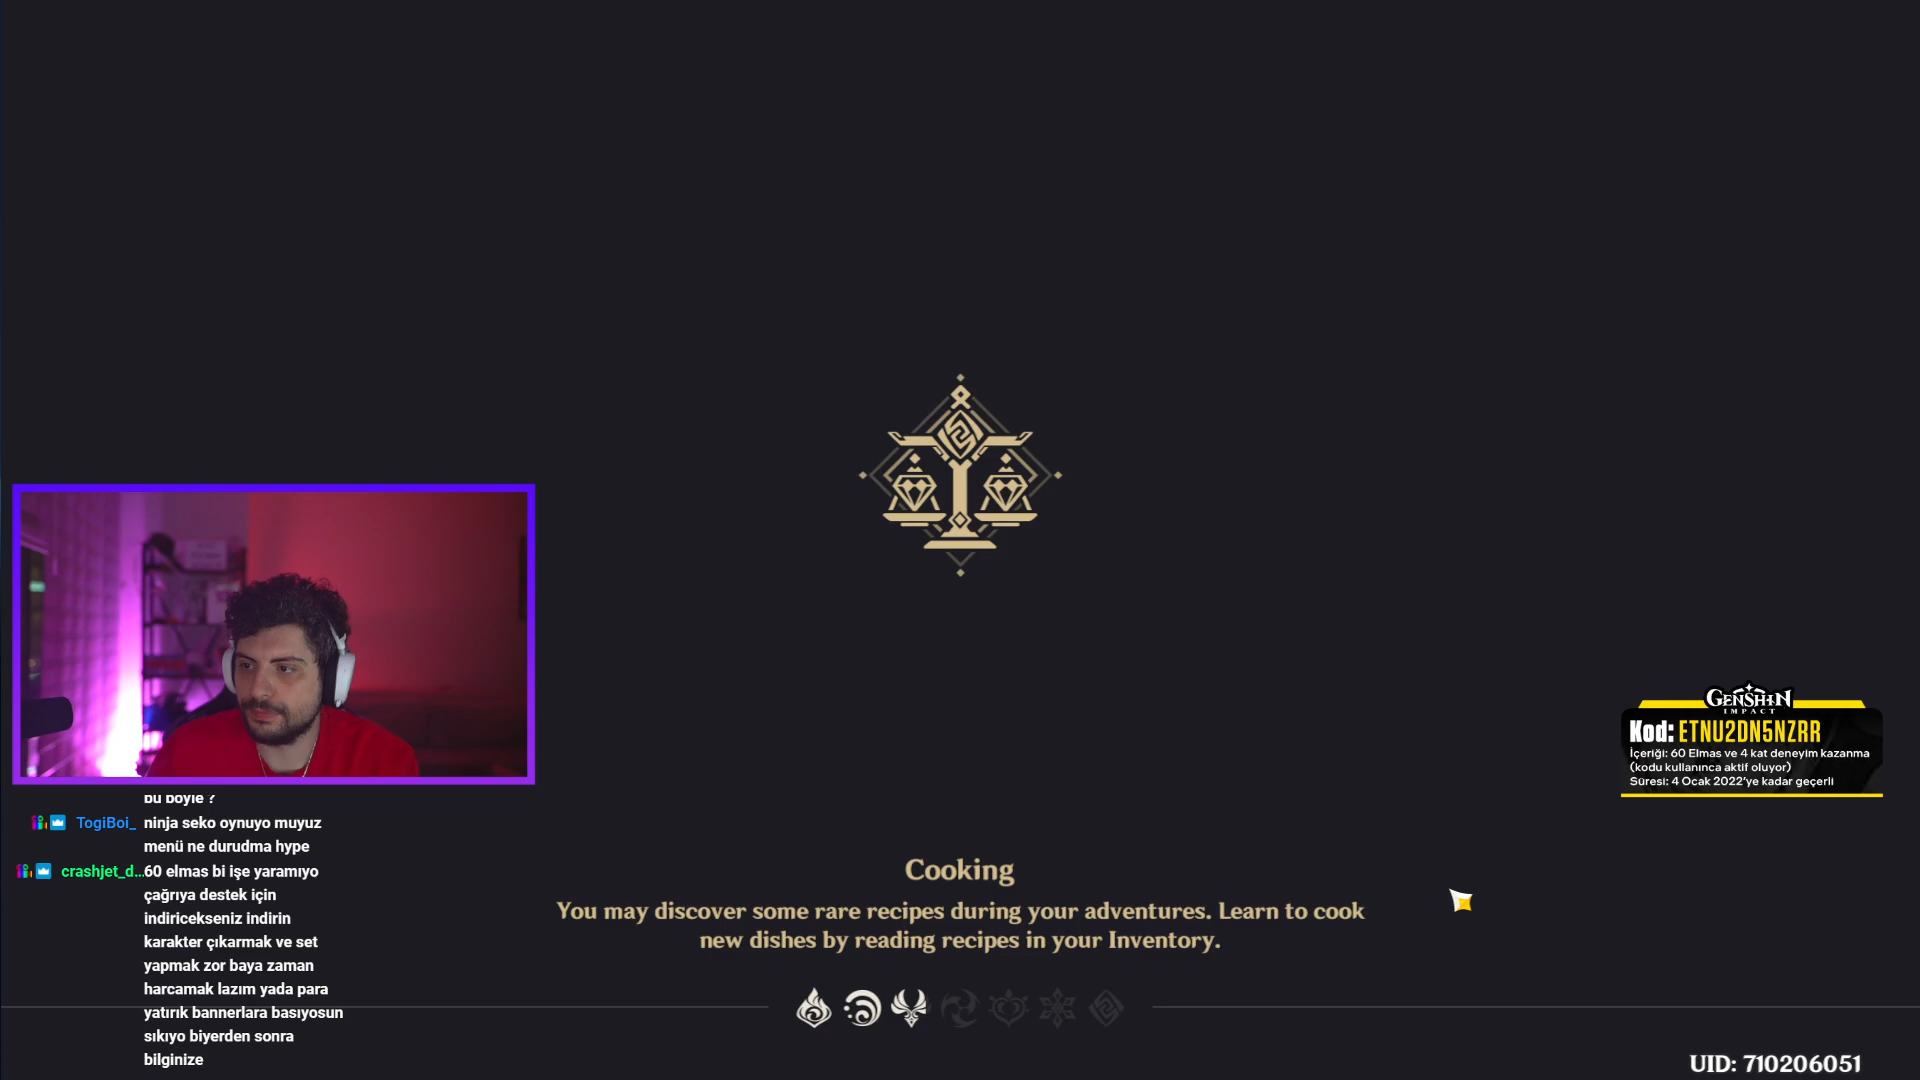 bu böyle ?
TogiBoi_ ninja seko oynuyo muyuz
menü ne durudma hype
crashjet_d... 60 elmas bi işe yaramıyo
çağrıya destek için
indiricekseniz indirin
karakter çıkarmak ve set
yapmak zor baya zaman
harcamak lazım yada para
yatırık bannerlara basıyosun
sıkıyo biyerden sonra
bilginize
Cooking
You may discover some rare recipes during your adventures. Learn to cook
new dishes by reading recipes in your Inventory.
GENSHIN
IMPACT
Kod: ETNU2DN5NZRR
İçeriği: 60 Elmas ve 4 kat deneyim kazanma
(kodu kullanınca aktif oluyor)
Süresi: 4 Ocak 2022'ye kadar geçerli
UID: 710206051